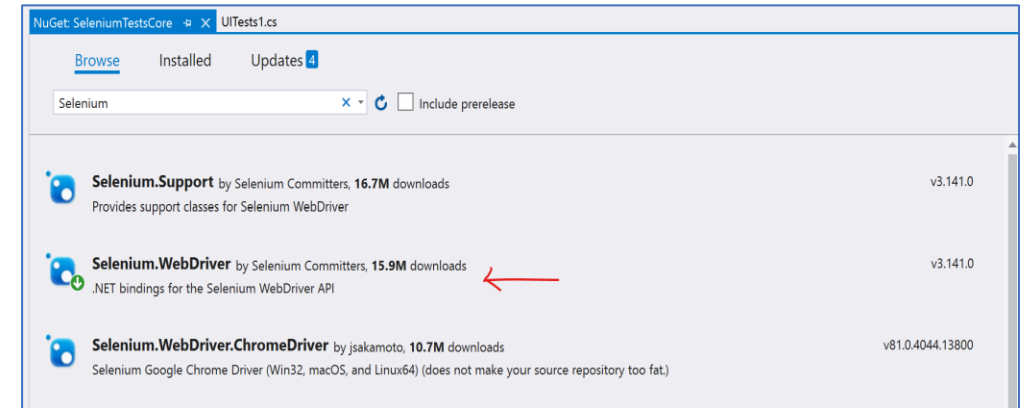 NuGet: SeleniumTestsCore UITests1.cs
Browse Installed Updates 4
Selenium Include prerelease
Selenium.Support by Selenium Committers, 16.7M downloads v3.141.0
Provides support classes for Selenium WebDriver
Selenium.WebDriver by Selenium Committers, 15.9M downloads v3.141.0
.NET bindings for the Selenium WebDriver API
Selenium.WebDriver.ChromeDriver by jsakamoto, 10.7M downloads v81.0.4044.13800
Selenium Google Chrome Driver (Win32, macOS, and Linux64) (does not make your source repository too fat.)